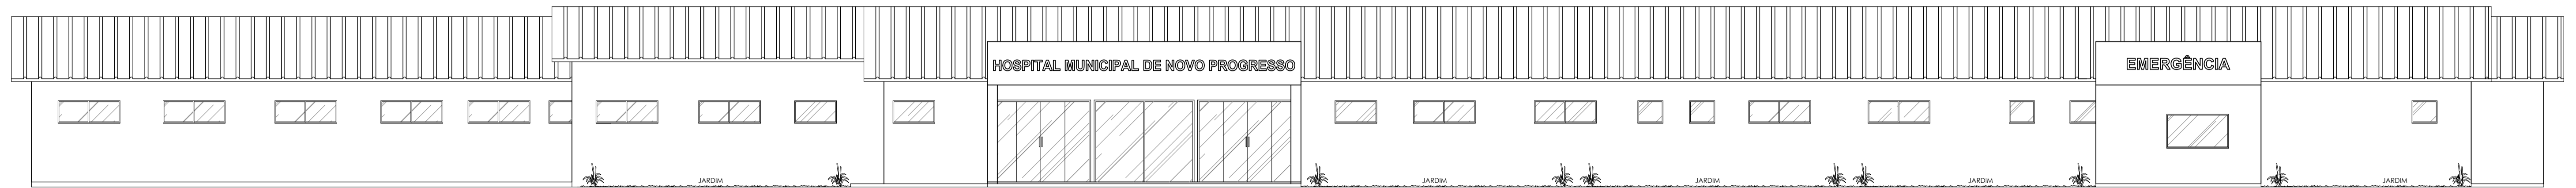 HOSPITAL MUNICIPAL DE NOVO PROGRESSO
EMERGÊNCIA
JARDIM
JARDIM
JARDIM
JARDIM
JARDIM